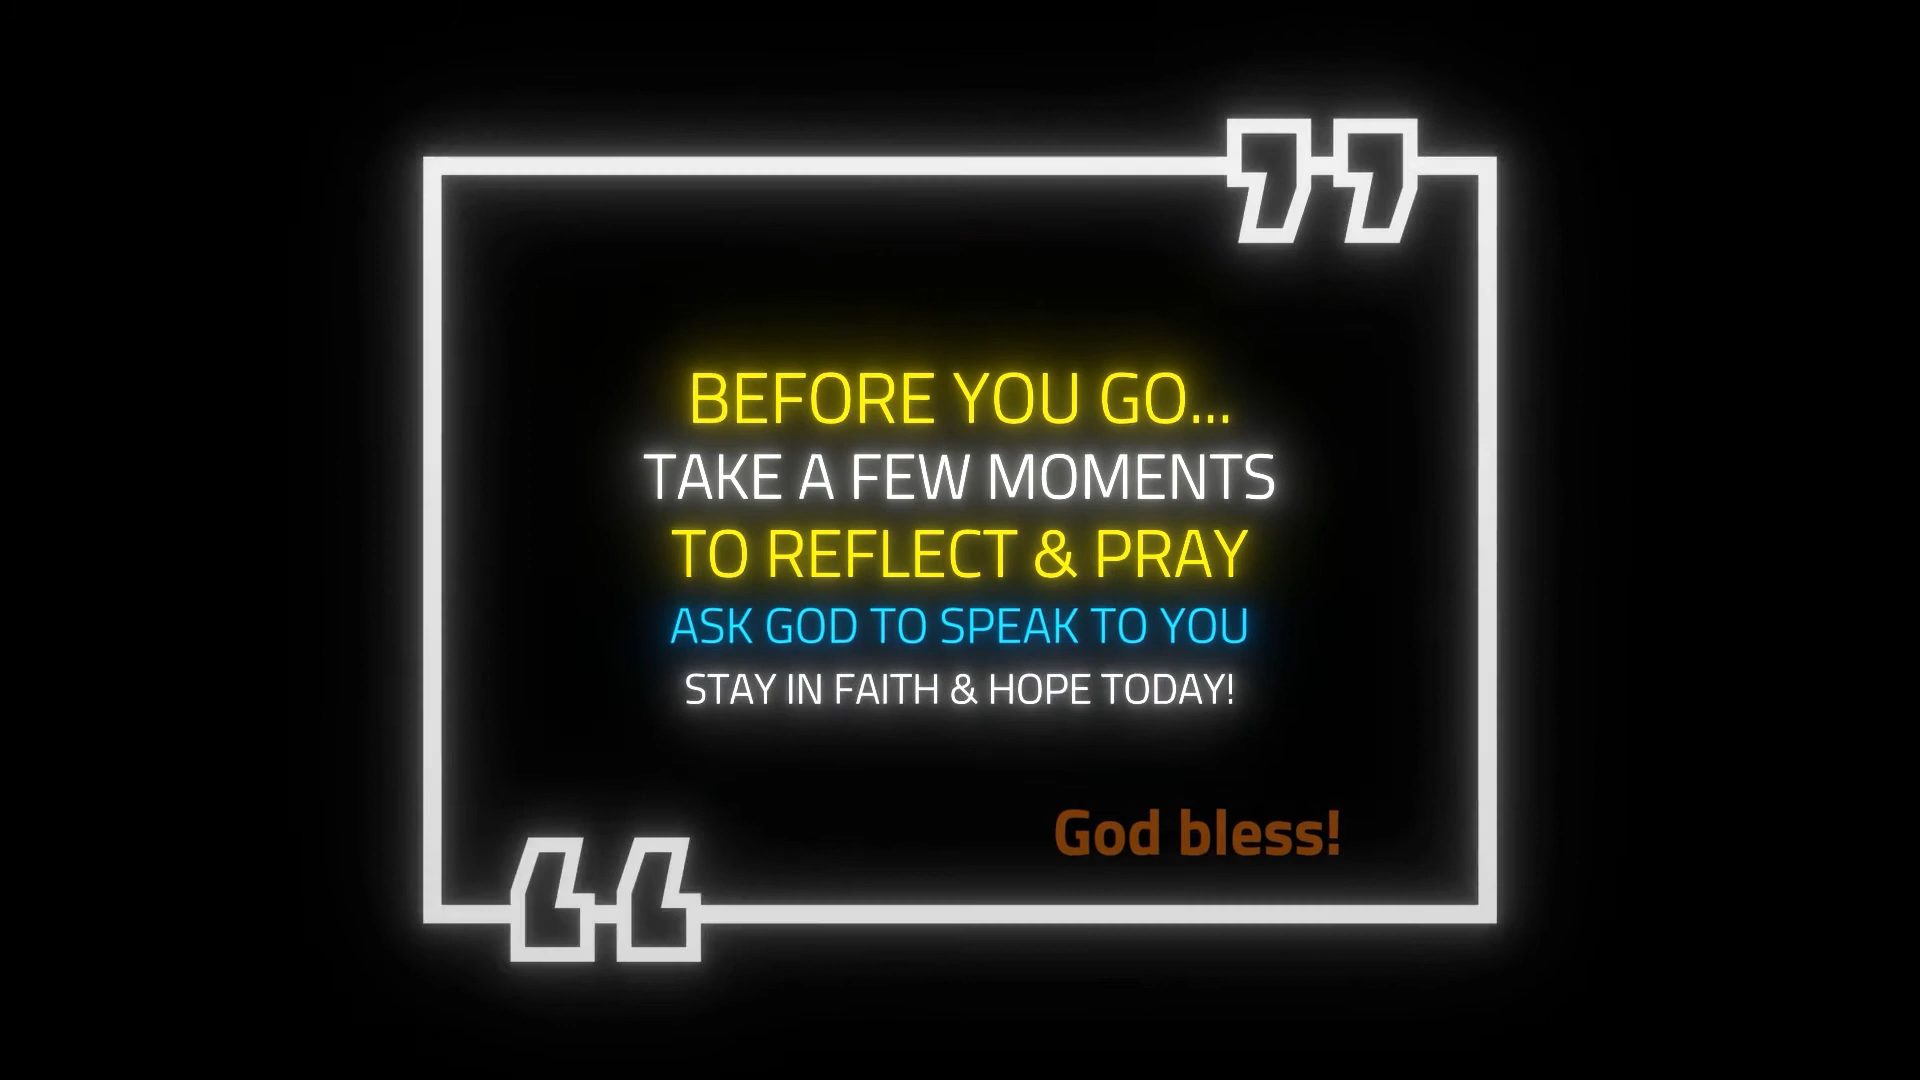 BEFORE YOU GO...
TAKE A FEW MOMENTS
TO REFLECT & PRAY
ASK GOD TO SPEAK TO YOU
STAY IN FAITH & HOPE TODAY!
God bless!